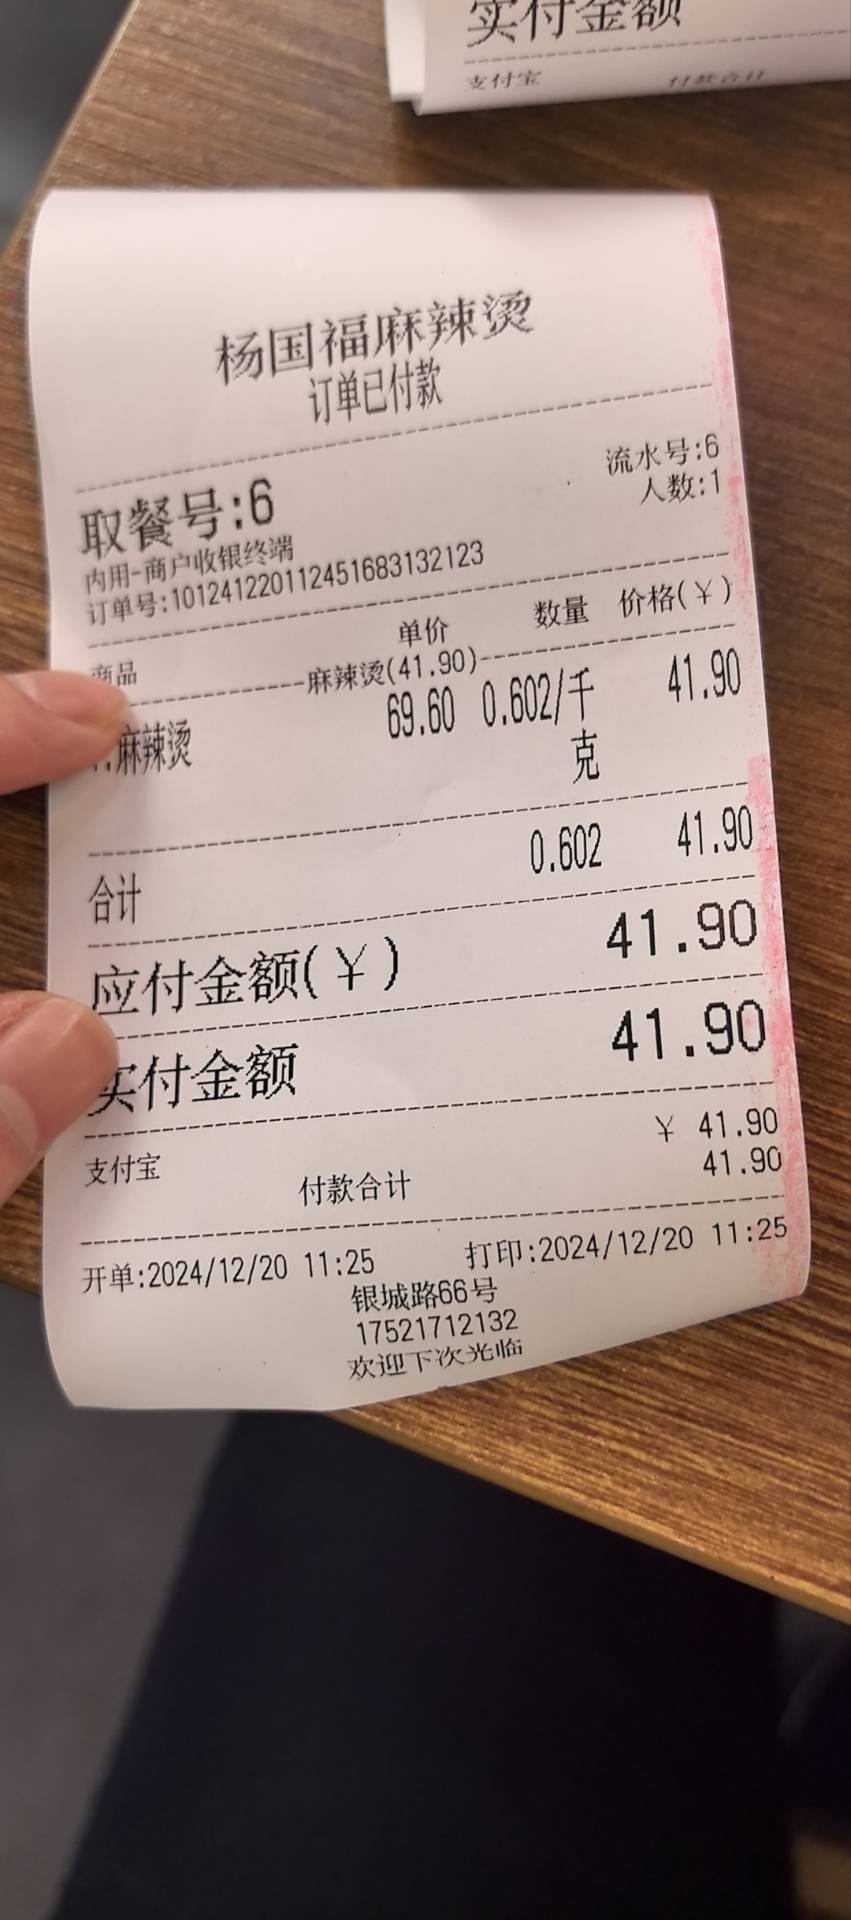 实付金额
支付宝 付款合计
杨国福麻辣烫
订单已付款
流水号:6
取餐号:6 人数:1
内用-商户收银终端
订单号:101241220112451683132123
商品 单价 数量 价格(￥)
麻辣烫(41.90)
麻辣烫 69.60 0.602/千克 41.90
合计 0.602 41.90
应付金额(￥) 41.90
实付金额 41.90
支付宝 ￥ 41.90
付款合计 41.90
开单:2024/12/20 11:25 打印:2024/12/20 11:25
银城路66号
17521712132
欢迎下次光临